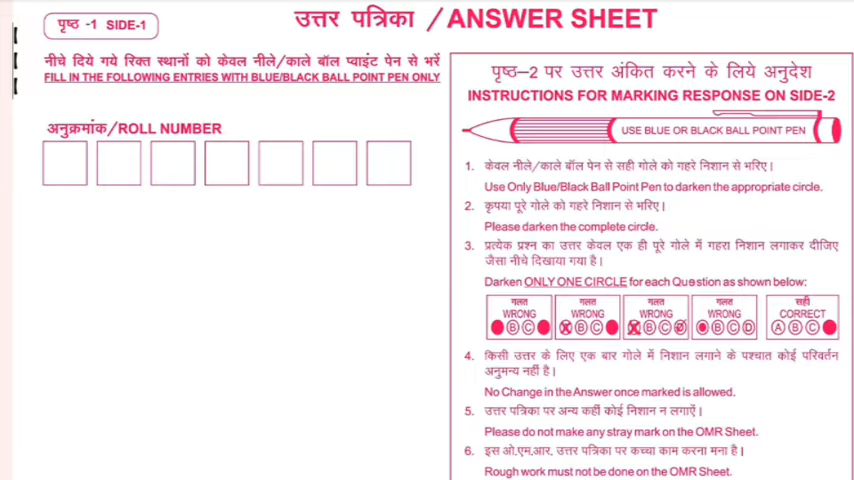 पृष्ठ -1 SIDE-1
उत्तर पत्रिका / ANSWER SHEET
नीचे दिये गये रिक्त स्थानों को केवल नीले/काले बॉल प्वाइंट पेन से भरें
FILL IN THE FOLLOWING ENTRIES WITH BLUE/BLACK BALL POINT PEN ONLY
अनुक्रमांक/ROLL NUMBER
पृष्ठ–2 पर उत्तर अंकित करने के लिये अनुदेश
INSTRUCTIONS FOR MARKING RESPONSE ON SIDE-2
USE BLUE OR BLACK BALL POINT PEN
1. केवल नीले/काले बॉल पेन से सही गोले को गहरे निशान से भरिए।
Use Only Blue/Black Ball Point Pen to darken the appropriate circle.
2. कृपया पूरे गोले को गहरे निशान से भरिए।
Please darken the complete circle.
3. प्रत्येक प्रश्न का उत्तर केवल एक ही पूरे गोले में गहरा निशान लगाकर दीजिए
जैसा नीचे दिखाया गया है।
Darken ONLY ONE CIRCLE for each Question as shown below:
गलत गलत गलत गलत सही
WRONG WRONG WRONG WRONG CORRECT
B C B C B C D B C D A B C
4. किसी उत्तर के लिए एक बार गोले में निशान लगाने के पश्चात कोई परिवर्तन
अनुमन्य नहीं है।
No Change in the Answer once marked is allowed.
5. उत्तर पत्रिका पर अन्य कहीं कोई निशान न लगाऐं।
Please do not make any stray mark on the OMR Sheet.
6. इस ओ.एम.आर. उत्तर पत्रिका पर कच्चा काम करना मना है।
Rough work must not be done on the OMR Sheet.